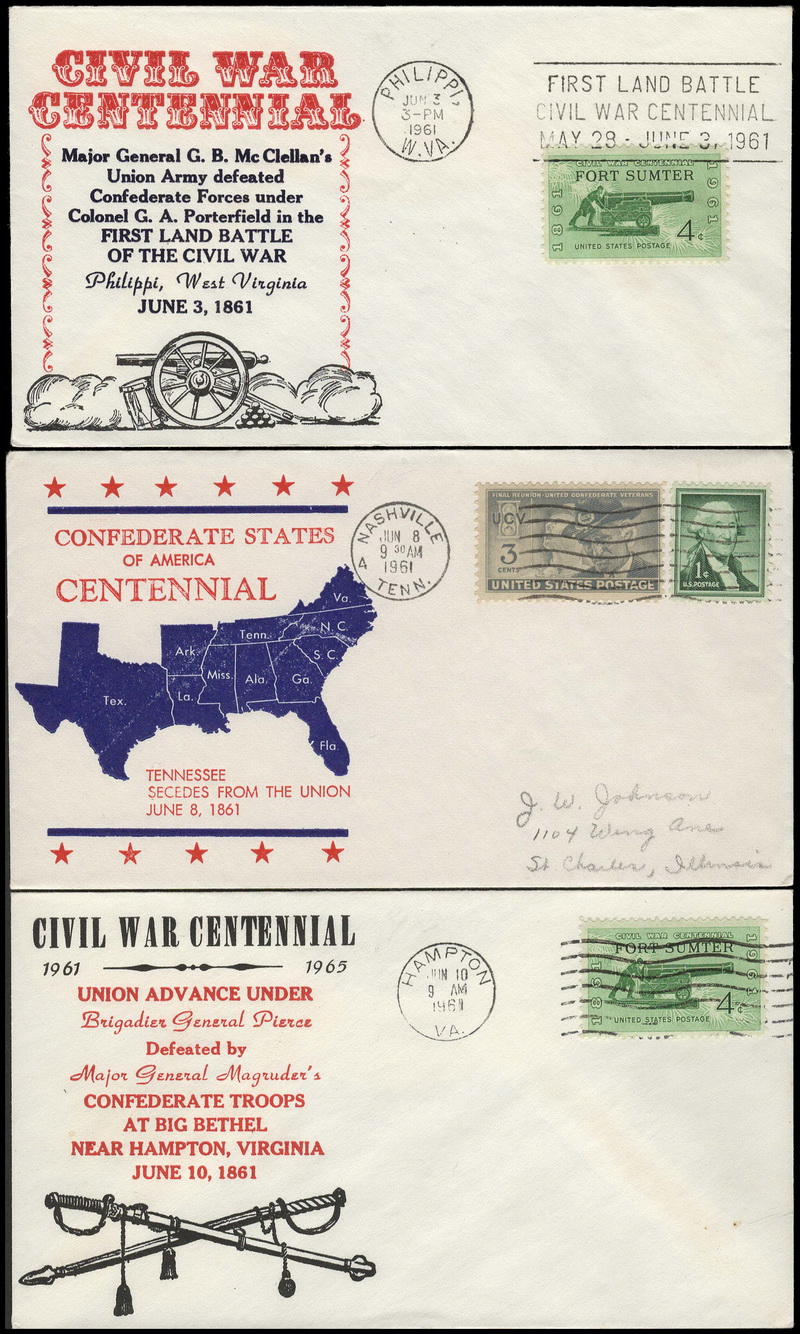 CIVIL WAR
CENTENNIAL
Major General G. B. McClellan's
Union Army defeated
Confederate Forces under
Colonel G. A. Porterfield in the
FIRST LAND BATTLE
OF THE CIVIL WAR
Philippi, West Virginia
JUNE 3, 1861
PHILIPPI,
JUN 3
3-PM
1961
W.VA.
FIRST LAND BATTLE
CIVIL WAR CENTENNIAL
MAY 28 - JUNE 3, 1961
CIVIL WAR CENTENNIAL
FORT SUMTER
1861
1961
4¢
UNITED STATES POSTAGE
CONFEDERATE STATES
OF AMERICA
CENTENNIAL
Va.
N. C.
Tenn.
Ark.
S. C.
Miss.
Ala.
Ga.
Tex.
La.
Fla.
TENNESSEE
SECEDES FROM THE UNION
JUNE 8, 1861
NASHVILLE
JUN 8
9 30 AM
1961
4 TENN.
FINAL REUNION · UNITED CONFEDERATE VETERANS
UCV
3
CENTS
UNITED STATES POSTAGE
1¢
U.S. POSTAGE
J. W. Johnson
1104 Wing Ave
St Charles, Illinois
CIVIL WAR CENTENNIAL
1961 1965
UNION ADVANCE UNDER
Brigadier General Pierce
Defeated by
Major General Magruder's
CONFEDERATE TROOPS
AT BIG BETHEL
NEAR HAMPTON, VIRGINIA
JUNE 10, 1861
HAMPTON
JUN 10
9 AM
1961
VA.
CIVIL WAR CENTENNIAL
FORT SUMTER
1861
1961
4¢
UNITED STATES POSTAGE